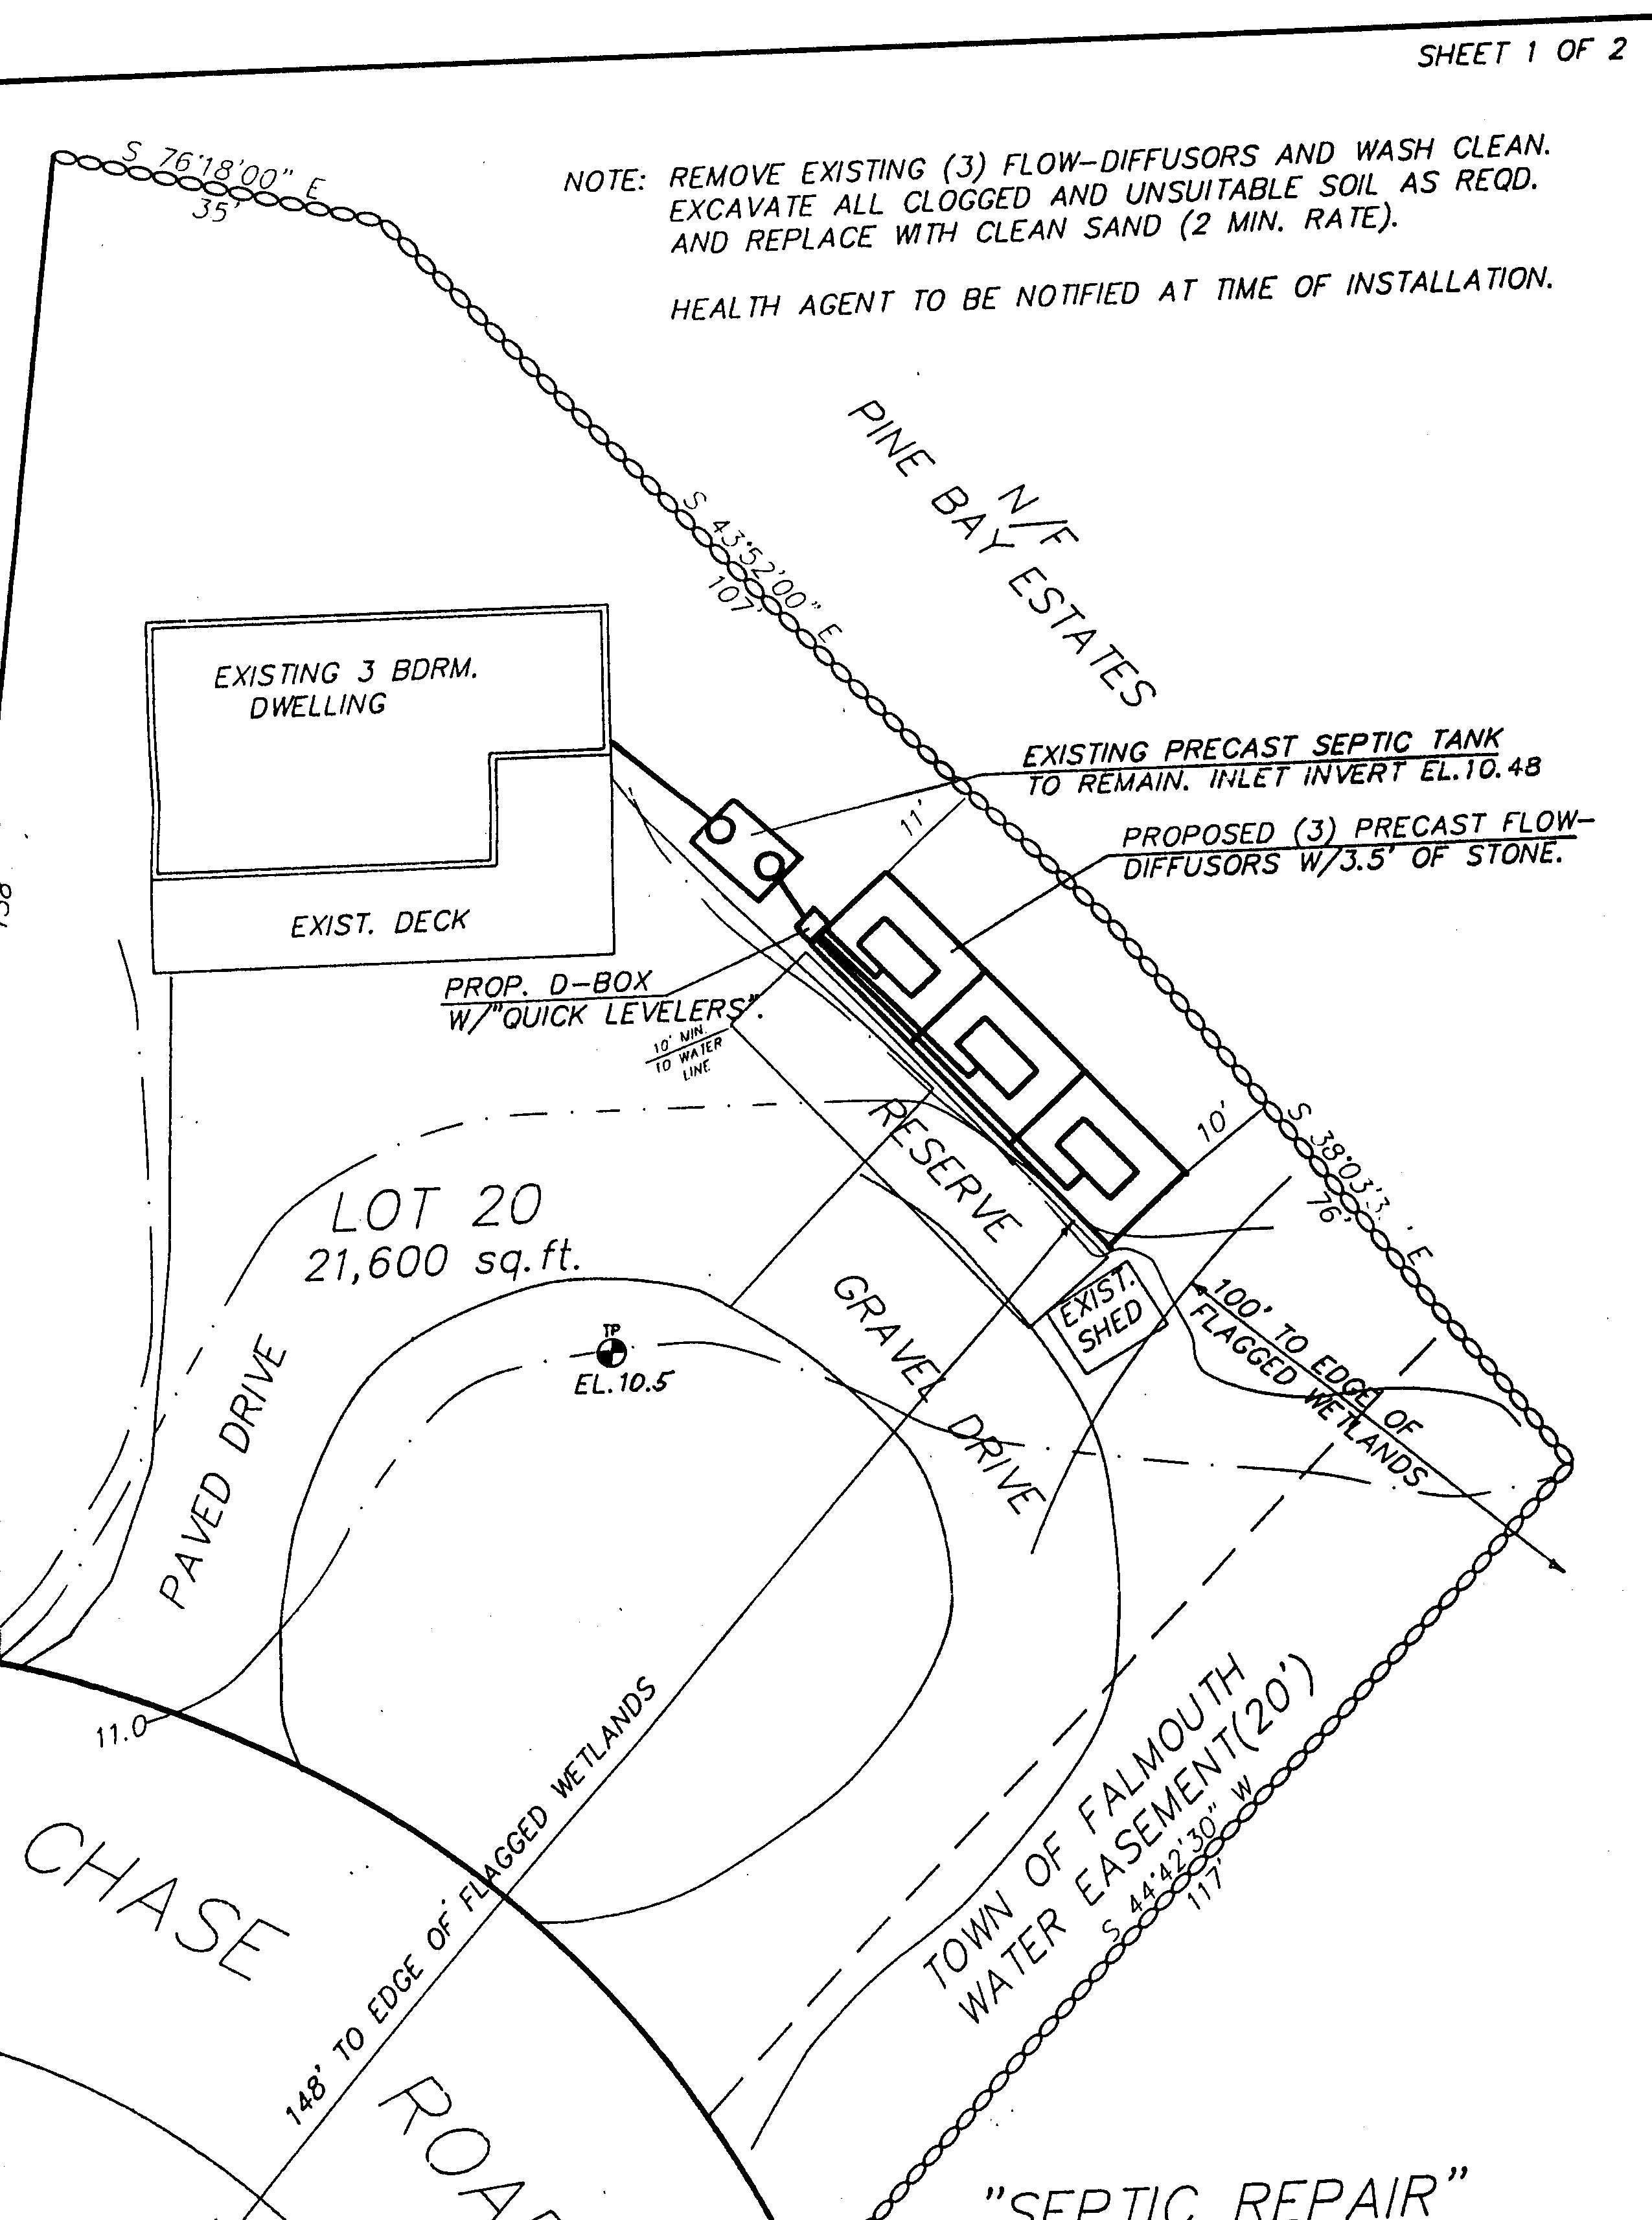 SHEET 1 OF 2
S 76°18'00" E
35'
NOTE: REMOVE EXISTING (3) FLOW-DIFFUSORS AND WASH CLEAN.
EXCAVATE ALL CLOGGED AND UNSUITABLE SOIL AS REQD.
AND REPLACE WITH CLEAN SAND (2 MIN. RATE).
HEALTH AGENT TO BE NOTIFIED AT TIME OF INSTALLATION.
N/F
PINE BAY ESTATES
S 43°52'00" E
107'
EXISTING 3 BDRM.
DWELLING
EXISTING PRECAST SEPTIC TANK
TO REMAIN. INLET INVERT EL.10.48
11'
PROPOSED (3) PRECAST FLOW-
DIFFUSORS W/3.5' OF STONE.
EXIST. DECK
PROP. D-BOX
W/"QUICK LEVELERS".
10' MIN.
TO WATER
LINE
RESERVE
10'
S 38°03'3 ' E
76'
LOT 20
21,600 sq.ft.
EXIST.
SHED
100' TO EDGE OF
FLAGGED WETLANDS
GRAVEL DRIVE
TP
EL.10.5
PAVED DRIVE
11.0
148' TO EDGE OF FLAGGED WETLANDS
TOWN OF FALMOUTH
WATER EASEMENT(20')
S 44°42'30" W
117'
CHASE
ROA
"SEPTIC REPAIR"